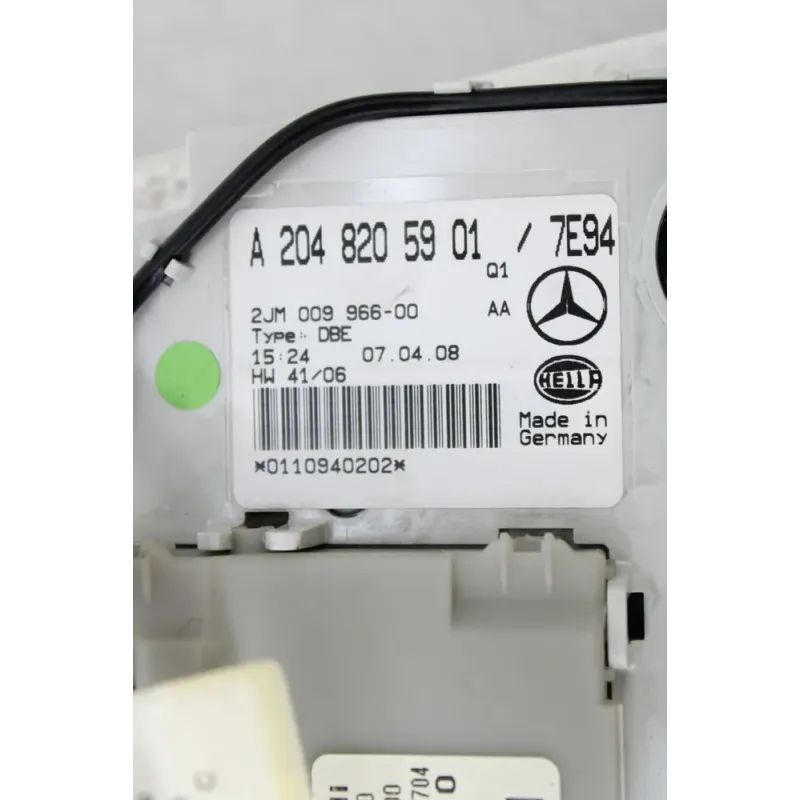 A 204 820 59 01 / 7E94
Q1
2JM 009 966-00 AA
Type: DBE
15:24 07.04.08
HW 41/06
HELLA
Made in
Germany
*0110940202*
704